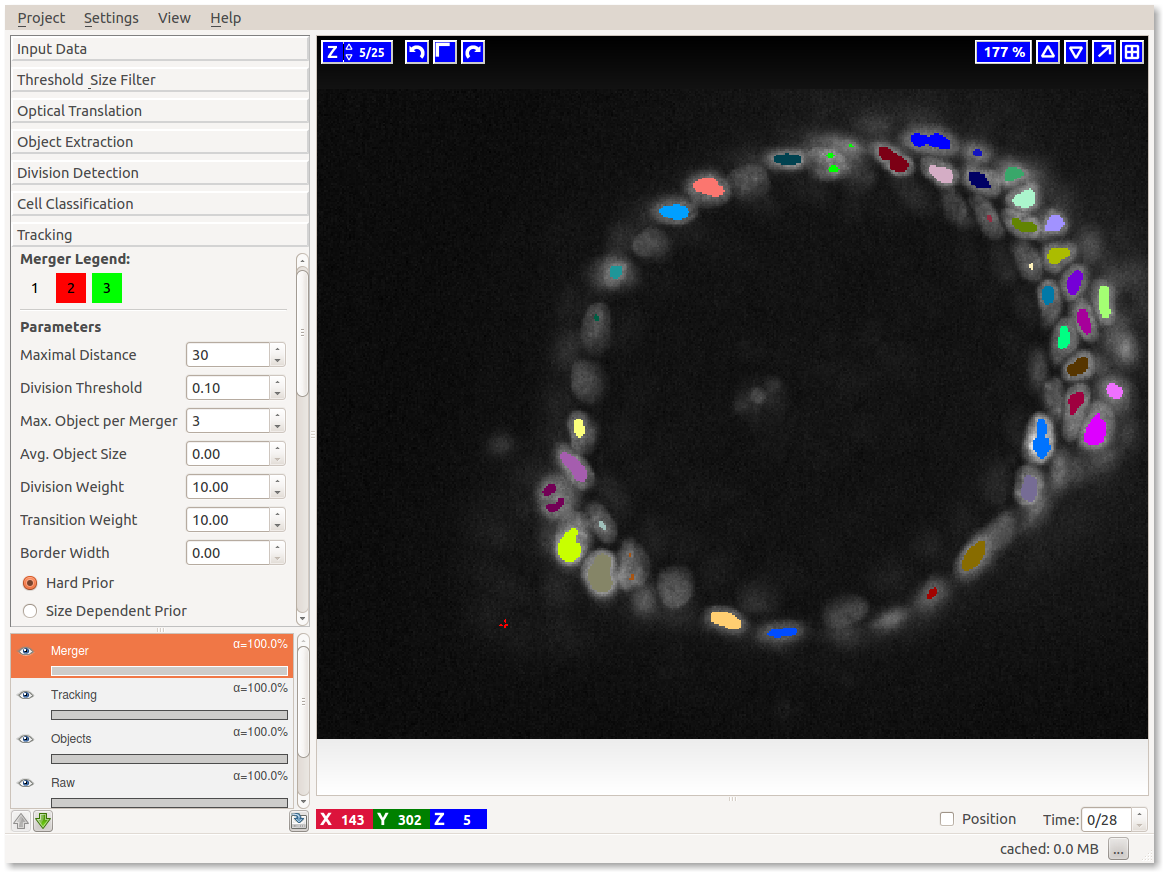 Project Settings View Help
Input Data
Threshold_Size Filter
Optical Translation
Object Extraction
Division Detection
Cell Classification
Tracking
Merger Legend:
1 2 3
Parameters
Maximal Distance 30
Division Threshold 0.10
Max. Object per Merger 3
Avg. Object Size 0.00
Division Weight 10.00
Transition Weight 10.00
Border Width 0.00
Hard Prior
Size Dependent Prior
Merger α=100.0%
Tracking α=100.0%
Objects α=100.0%
Raw α=100.0%
Z 5/25
177 %
X 143 Y 302 Z 5
Position Time: 0/28
cached: 0.0 MB ...